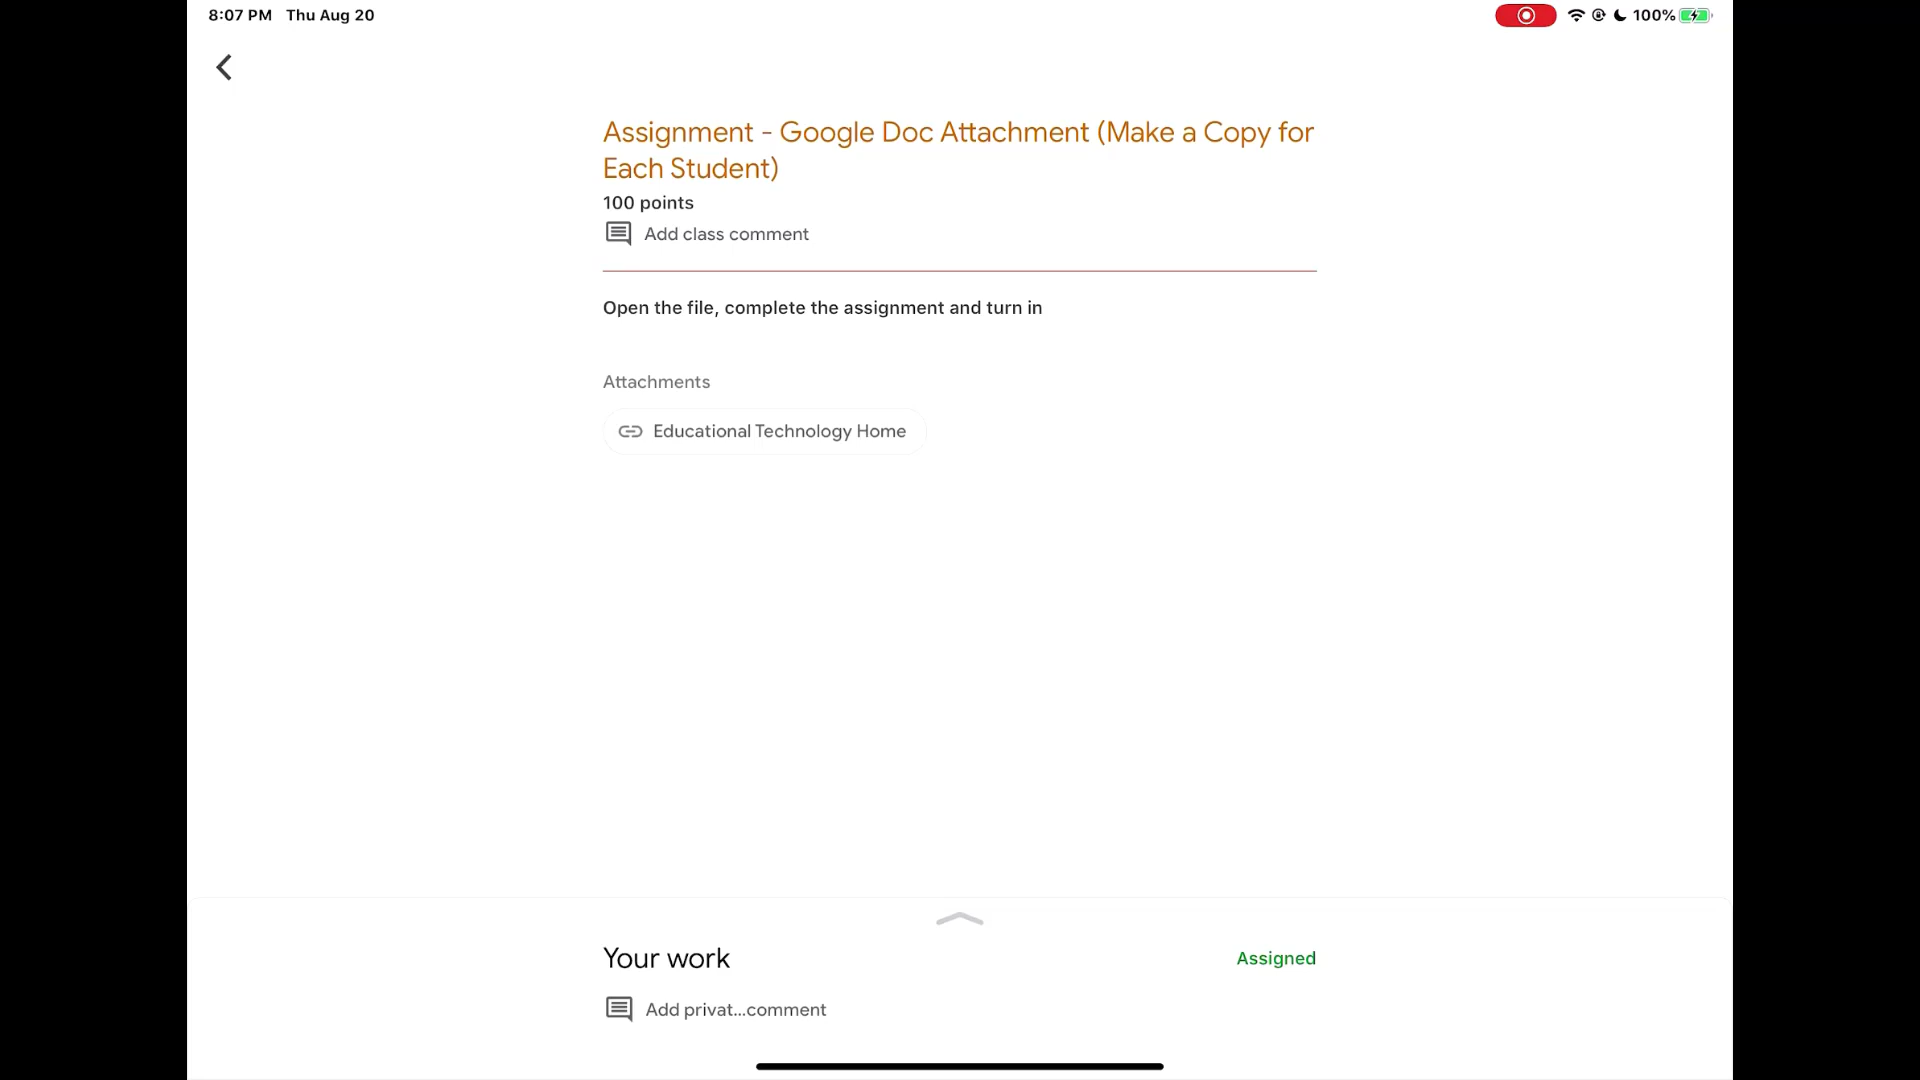 8:07 PM Thu Aug 20
100%
Assignment - Google Doc Attachment (Make a Copy for
Each Student)
100 points
Add class comment
Open the file, complete the assignment and turn in
Attachments
Educational Technology Home
Your work
Assigned
Add privat...comment